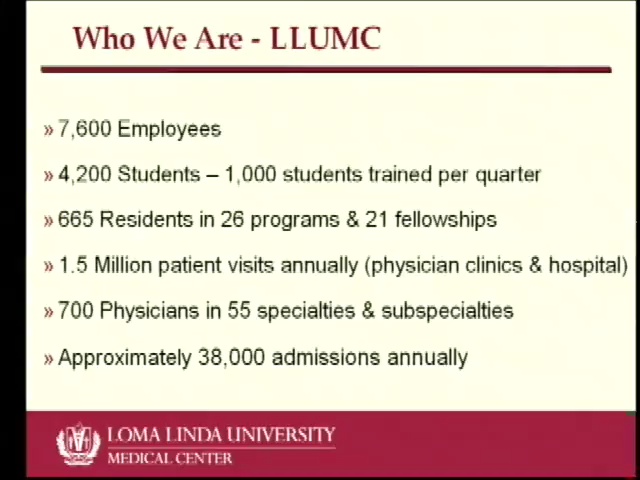 Who We Are - LLUMC
» 7,600 Employees
» 4,200 Students – 1,000 students trained per quarter
» 665 Residents in 26 programs & 21 fellowships
» 1.5 Million patient visits annually (physician clinics & hospital)
» 700 Physicians in 55 specialties & subspecialties
» Approximately 38,000 admissions annually
LOMA LINDA UNIVERSITY
MEDICAL CENTER